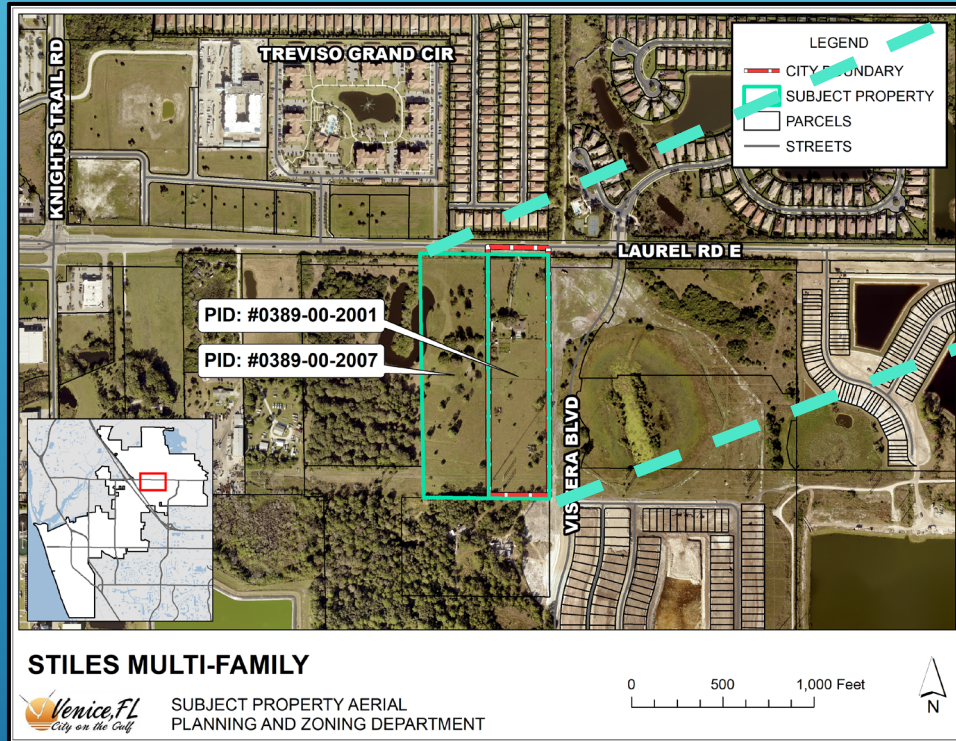 KNIGHTS TRAIL RD
TREVISO GRAND CIR
LEGEND
CITY BOUNDARY
SUBJECT PROPERTY
PARCELS
STREETS
LAUREL RD E
PID: #0389-00-2001
PID: #0389-00-2007
VISTERA BLVD
STILES MULTI-FAMILY
Venice, FL
City on the Gulf
SUBJECT PROPERTY AERIAL
PLANNING AND ZONING DEPARTMENT
0 500 1,000 Feet
N